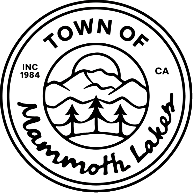 TOWN OF
INC
1984
CA
Mammoth Lakes